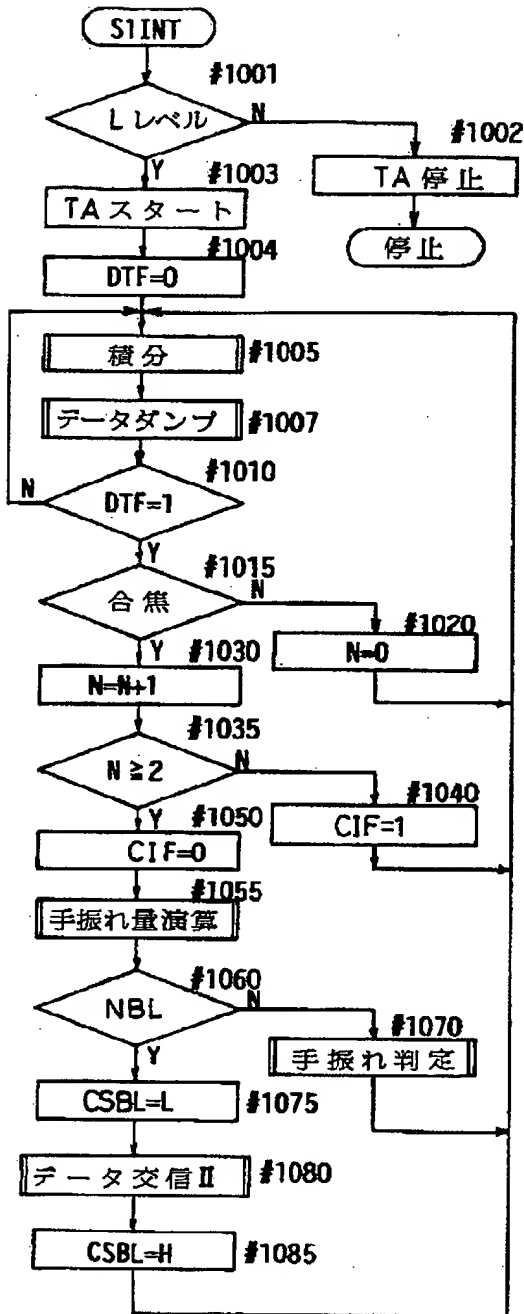 S1INT
#1001
Lレベル
N
Y
#1002
TA停止
停止
#1003
TAスタート
#1004
DTF=0
積分
#1005
データダンプ
#1007
#1010
DTF=1
N
Y
#1015
合焦
N
Y
#1020
N=0
#1030
N=N+1
#1035
N≧2
N
Y
#1040
CIF=1
#1050
CIF=0
#1055
手振れ量演算
#1060
NBL
N
Y
#1070
手振れ判定
CSBL=L
#1075
データ交信Ⅱ
#1080
CSBL=H
#1085